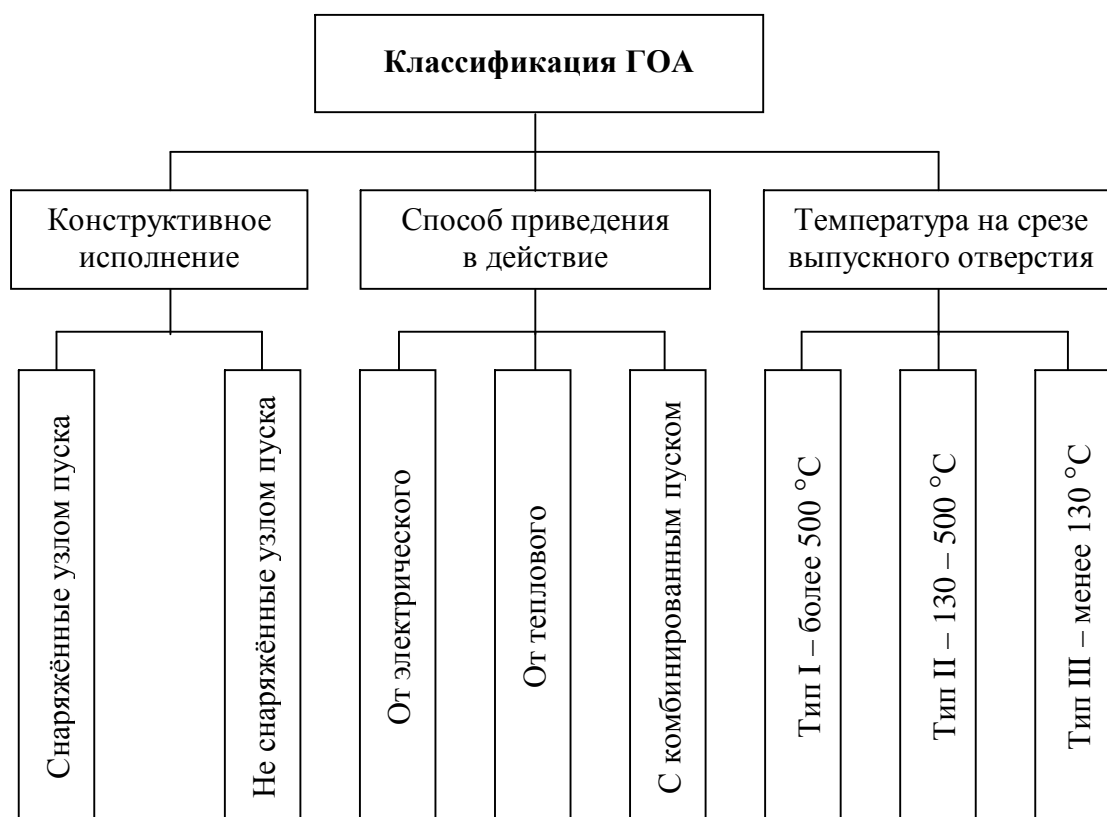 Классификация ГОА
Конструктивное
исполнение
Способ приведения
в действие
Температура на срезе
выпускного отверстия
Снаряжённые узлом пуска
Не снаряжённые узлом пуска
От электрического
От теплового
С комбинированным пуском
Тип I – более 500 °С
Тип II – 130 – 500 °С
Тип III – менее 130 °С